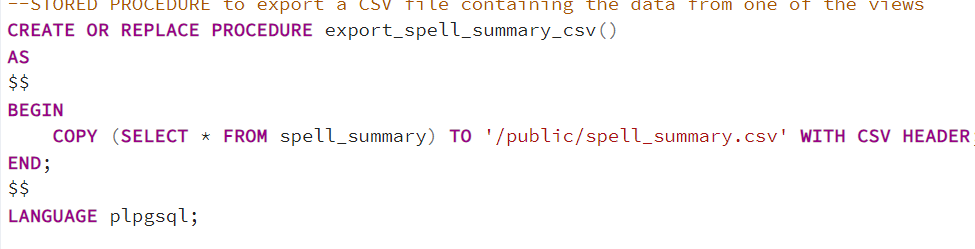 --STORED PROCEDURE to export a CSV file containing the data from one of the views
CREATE OR REPLACE PROCEDURE export_spell_summary_csv()
AS
$$
BEGIN
    COPY (SELECT * FROM spell_summary) TO '/public/spell_summary.csv' WITH CSV HEADER;
END;
$$
LANGUAGE plpgsql;